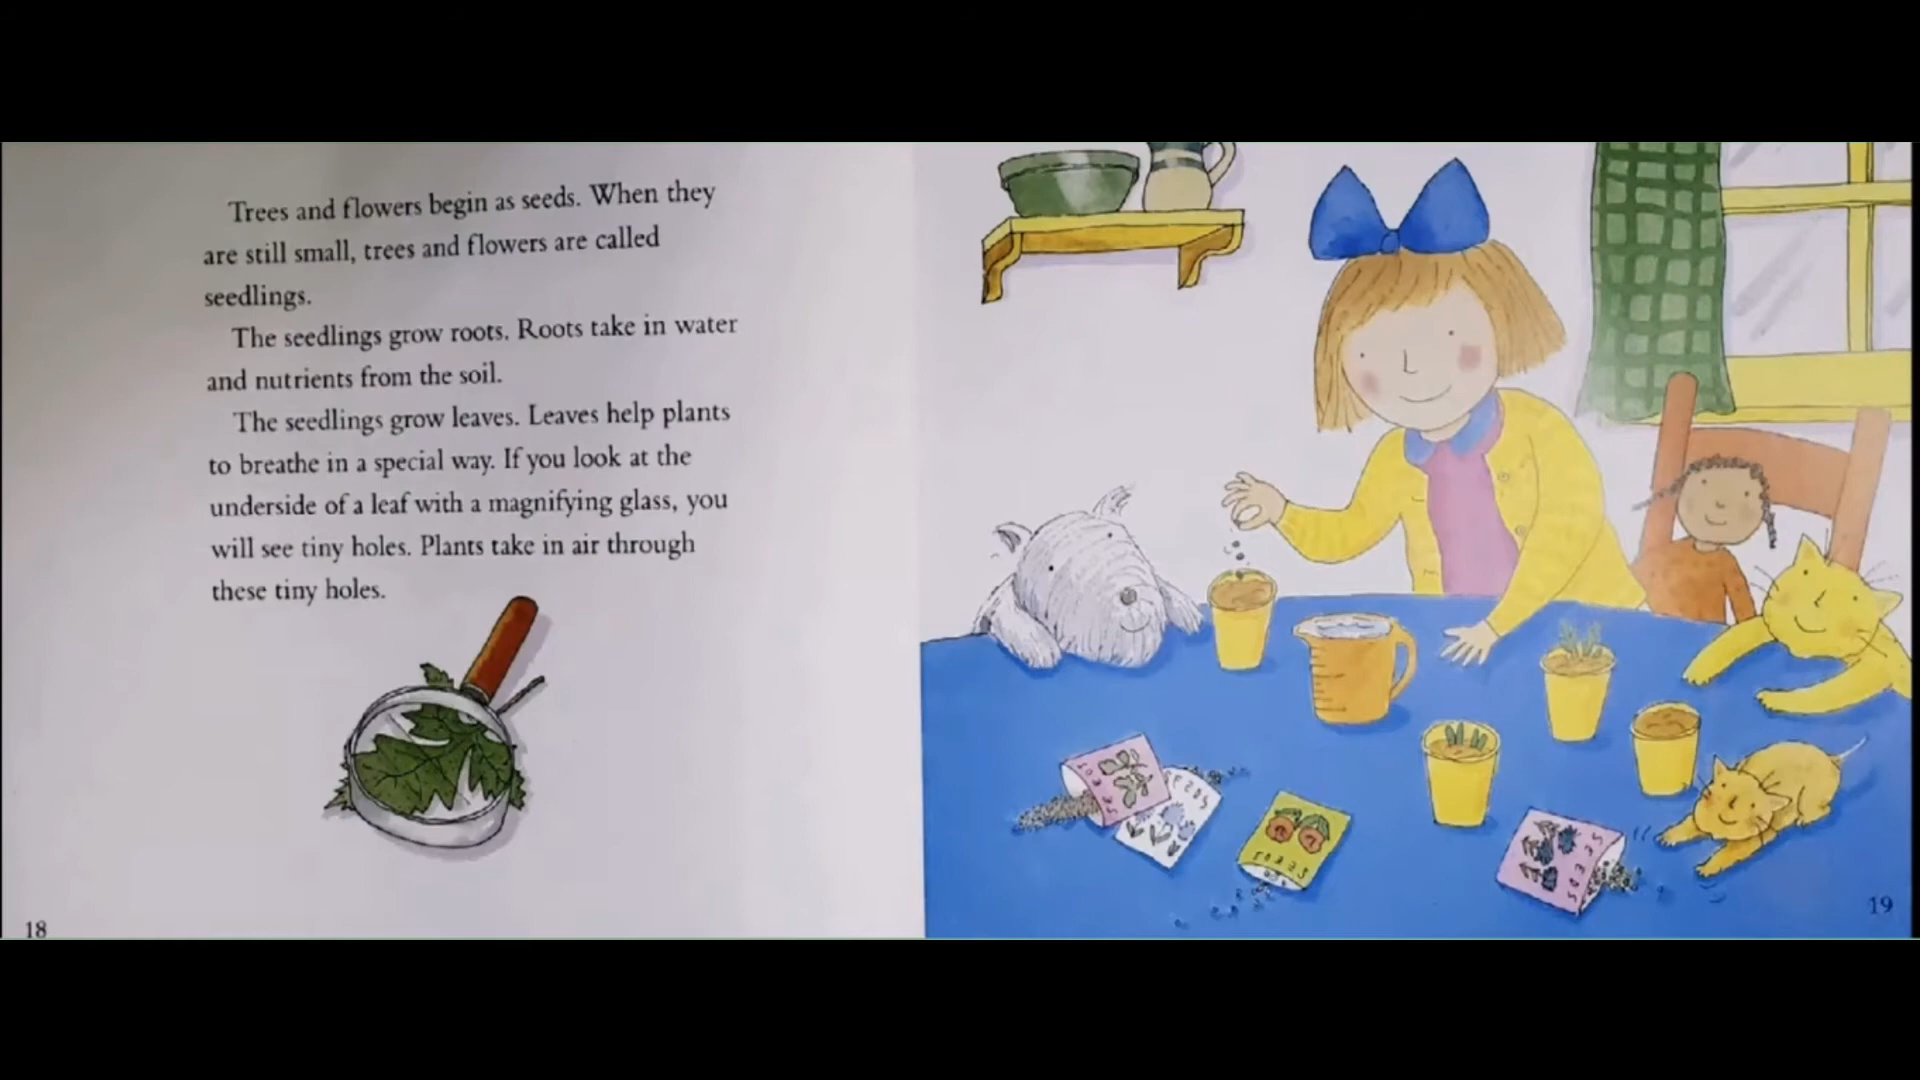 Trees and flowers begin as seeds. When they
are still small, trees and flowers are called
seedlings.
The seedlings grow roots. Roots take in water
and nutrients from the soil.
The seedlings grow leaves. Leaves help plants
to breathe in a special way. If you look at the
underside of a leaf with a magnifying glass, you
will see tiny holes. Plants take in air through
these tiny holes.
18
SEEDS
SEEDS
SEEDS
SEEDS
19